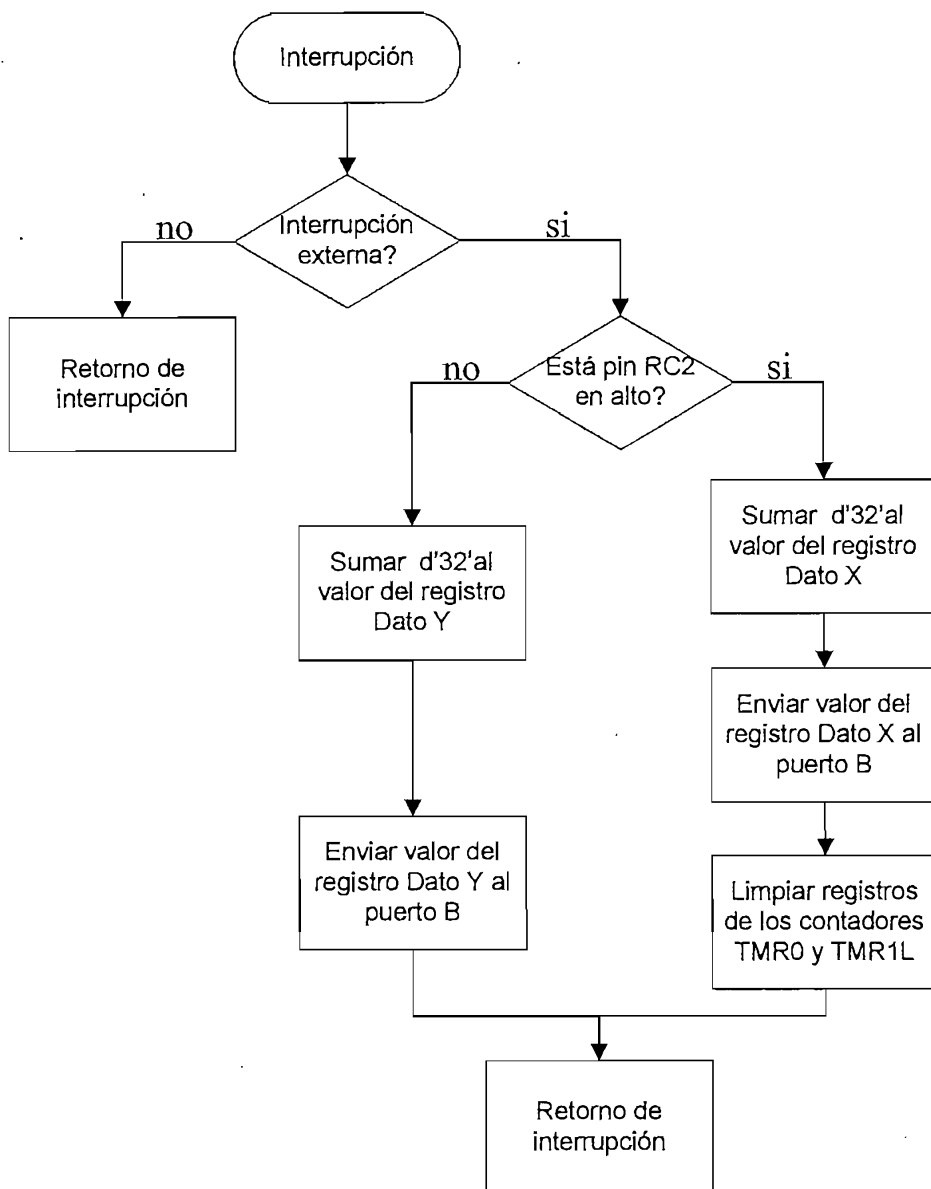 Interrupción
Interrupción
externa?
no
si
Retorno de
interrupción
Está pin RC2
en alto?
no
si
Sumar d'32'al
valor del registro
Dato Y
Sumar d'32'al
valor del registro
Dato X
Enviar valor del
registro Dato X al
puerto B
Enviar valor del
registro Dato Y al
puerto B
Limpiar registros
de los contadores
TMR0 y TMR1L
Retorno de
interrupción